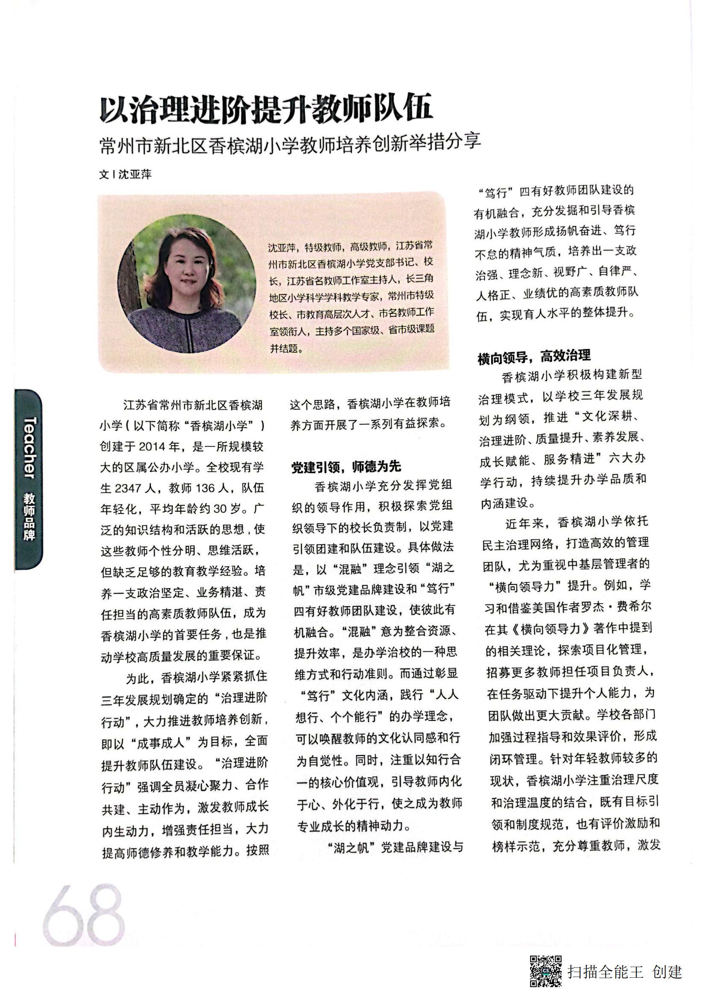 以治理进阶提升教师队伍
常州市新北区香槟湖小学教师培养创新举措分享
文 | 沈亚萍
沈亚萍，特级教师，高级教师，江苏省常
州市新北区香槟湖小学党支部书记、校
长，江苏省名教师工作室主持人，长三角
地区小学科学学科教学专家，常州市特级
校长、市教育高层次人才、市名教师工作
室领衔人，主持多个国家级、省市级课题
并结题。
江苏省常州市新北区香槟湖
小学（以下简称“香槟湖小学”）
创建于 2014 年，是一所规模较
大的区属公办小学。全校现有学
生 2347 人，教师 136 人，队伍
年轻化，平均年龄约 30 岁。广
泛的知识结构和活跃的思想，使
这些教师个性分明、思维活跃，
但缺乏足够的教育教学经验。培
养一支政治坚定、业务精湛、责
任担当的高素质教师队伍，成为
香槟湖小学的首要任务，也是推
动学校高质量发展的重要保证。
为此，香槟湖小学紧紧抓住
三年发展规划确定的“治理进阶
行动”，大力推进教师培养创新，
即以“成事成人”为目标，全面
提升教师队伍建设。“治理进阶
行动”强调全员凝心聚力、合作
共建、主动作为，激发教师成长
内生动力，增强责任担当，大力
提高师德修养和教学能力。按照
这个思路，香槟湖小学在教师培
养方面开展了一系列有益探索。
党建引领，师德为先
香槟湖小学充分发挥党组
织的领导作用，积极探索党组
织领导下的校长负责制，以党建
引领团建和队伍建设。具体做法
是，以“混融”理念引领“湖之
帆”市级党建品牌建设和“笃行”
四有好教师团队建设，使彼此有
机融合。“混融”意为整合资源、
提升效率，是办学治校的一种思
维方式和行动准则。而通过彰显
“笃行”文化内涵，践行“人人
想行、个个能行”的办学理念，
可以唤醒教师的文化认同感和行
为自觉性。同时，注重以知行合
一的核心价值观，引导教师内化
于心、外化于行，使之成为教师
专业成长的精神动力。
“湖之帆”党建品牌建设与
“笃行”四有好教师团队建设的
有机融合，充分发掘和引导香槟
湖小学教师形成扬帆奋进、笃行
不怠的精神气质，培养出一支政
治强、理念新、视野广、自律严、
人格正、业绩优的高素质教师队
伍，实现育人水平的整体提升。
横向领导，高效治理
香槟湖小学积极构建新型
治理模式，以学校三年发展规
划为纲领，推进“文化深耕、
治理进阶、质量提升、素养发展、
成长赋能、服务精进”六大办
学行动，持续提升办学品质和
内涵建设。
近年来，香槟湖小学依托
民主治理网络，打造高效的管理
团队，尤为重视中基层管理者的
“横向领导力”提升。例如，学
习和借鉴美国作者罗杰·费希尔
在其《横向领导力》著作中提到
的相关理论，探索项目化管理，
招募更多教师担任项目负责人，
在任务驱动下提升个人能力，为
团队做出更大贡献。学校各部门
加强过程指导和效果评价，形成
闭环管理。针对年轻教师较多的
现状，香槟湖小学注重治理尺度
和治理温度的结合，既有目标引
领和制度规范，也有评价激励和
榜样示范，充分尊重教师，激发
Teacher 教师品牌
68
CS
扫描全能王 创建